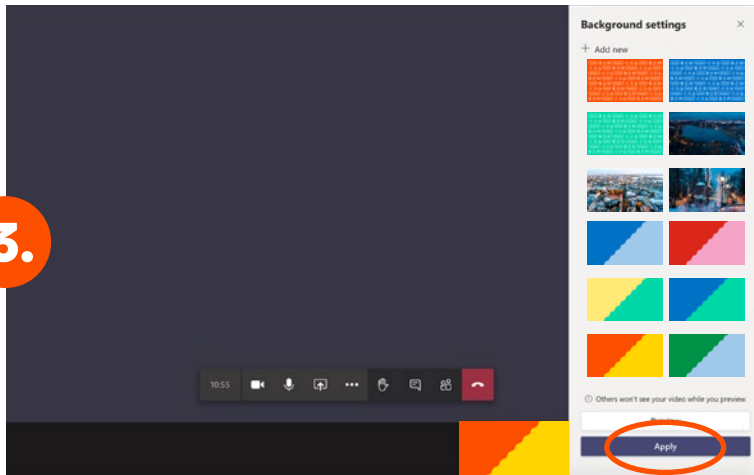 Background settings
Add new
3.
10:55
Others won't see your video while you preview.
Apply